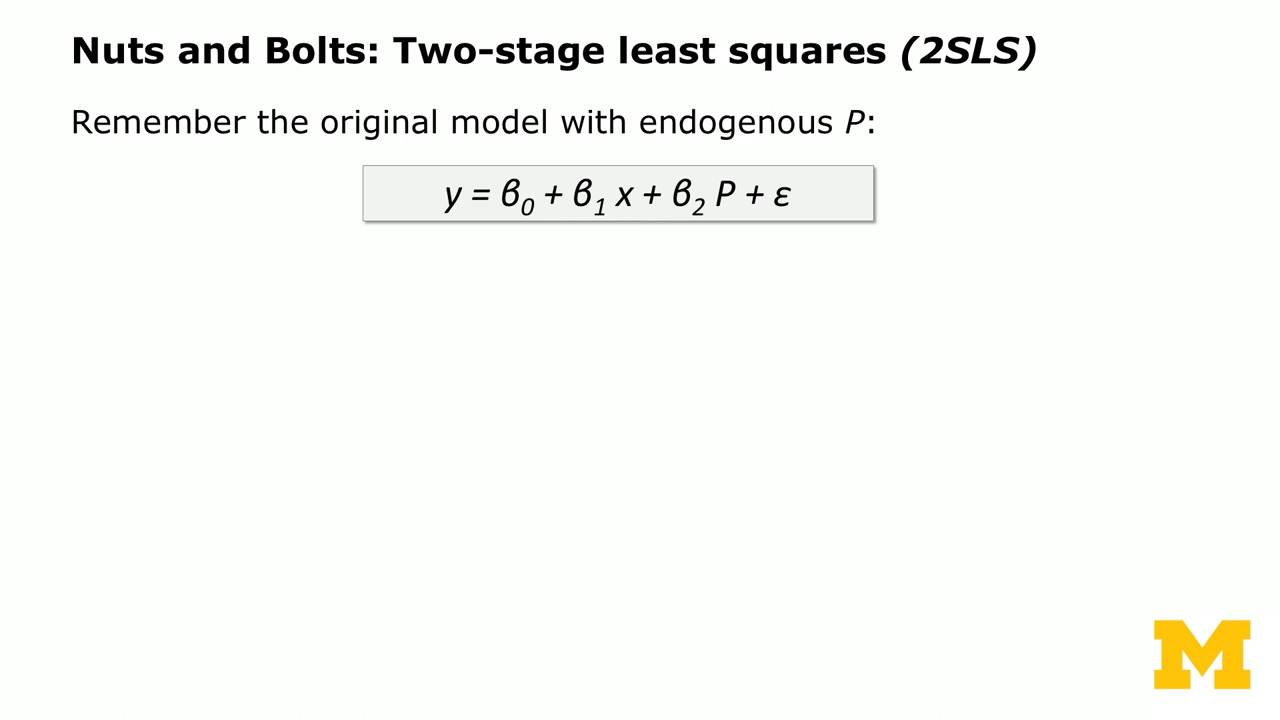 Nuts and Bolts: Two-stage least squares (2SLS)
Remember the original model with endogenous P:
y = β₀ + β₁ x + β₂ P + ε
M